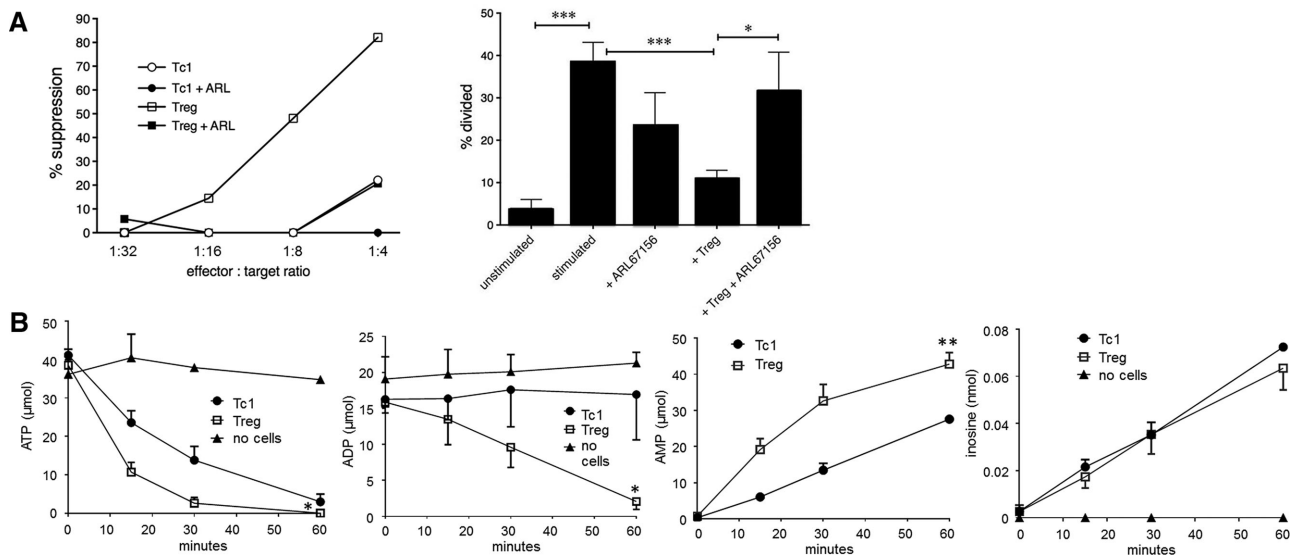 A
% suppression
90
80
70
60
50
40
30
20
10
0
Tc1
Tc1 + ARL
Treg
Treg + ARL
1:32 1:16 1:8 1:4
effector : target ratio
% divided
50
40
30
20
10
0
*** *** *
unstimulated
stimulated
+ ARL67156
+ Treg
+ Treg + ARL67156
B
ATP (μmol)
50
40
30
20
10
0
Tc1
Treg
no cells
*
0 10 20 30 40 50 60
minutes
ADP (μmol)
25
20
15
10
5
0
Tc1
Treg
no
cells
*
0 10 20 30 40 50 60
minutes
AMP (μmol)
50
40
30
20
10
0
Tc1
Treg
**
0 10 20 30 40 50 60
minutes
inosine (nmol)
0.08
0.06
0.04
0.02
0
Tc1
Treg
no cells
0 10 20 30 40 50 60
minutes